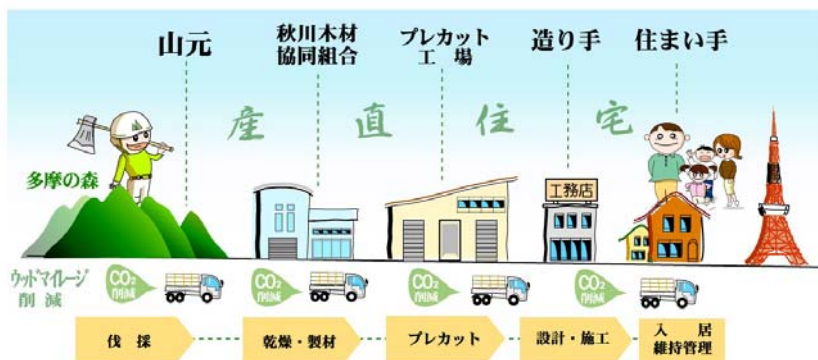 山元
秋川木材
協同組合
プレカット
工場
造り手
住まい手
産直住宅
多摩の森
工務店
ウッドマイレージ
削減
CO₂
削減
CO₂
削減
CO₂
削減
CO₂
削減
伐採
乾燥・製材
プレカット
設計・施工
入居
維持管理